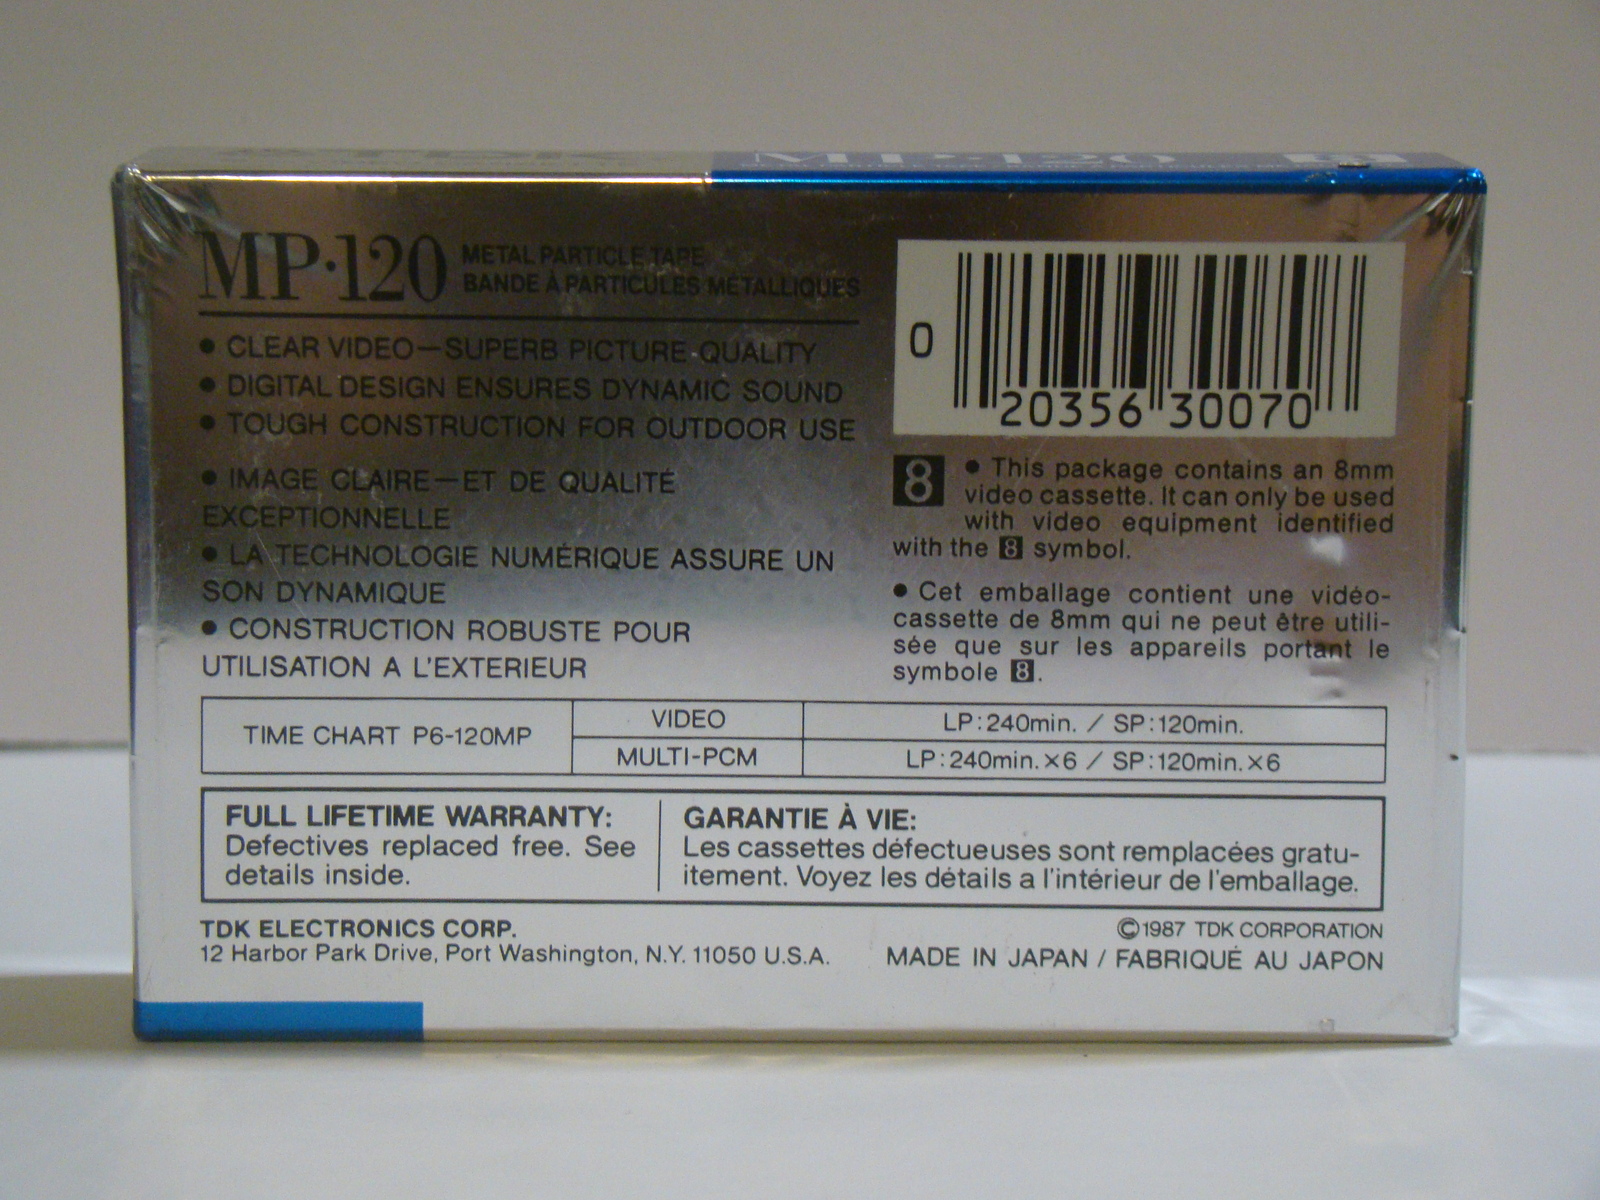 TDK MP·120 8
MP·120 METAL PARTICLE TAPE
BANDE À PARTICULES MÉTALLIQUES
● CLEAR VIDEO—SUPERB PICTURE QUALITY
● DIGITAL DESIGN ENSURES DYNAMIC SOUND
● TOUGH CONSTRUCTION FOR OUTDOOR USE
● IMAGE CLAIRE—ET DE QUALITÉ
EXCEPTIONNELLE
● LA TECHNOLOGIE NUMÉRIQUE ASSURE UN
SON DYNAMIQUE
● CONSTRUCTION ROBUSTE POUR
UTILISATION A L'EXTERIEUR
0 20356 30070
8 ● This package contains an 8mm
video cassette. It can only be used
with video equipment identified
with the 8 symbol.
● Cet emballage contient une vidéo-
cassette de 8mm qui ne peut être utili-
sée que sur les appareils portant le
symbole 8.
TIME CHART P6-120MP
VIDEO LP:240min. / SP:120min.
MULTI-PCM LP:240min.×6 / SP:120min.×6
FULL LIFETIME WARRANTY:
Defectives replaced free. See
details inside.
GARANTIE À VIE:
Les cassettes défectueuses sont remplacées gratu-
itement. Voyez les détails a l'intérieur de l'emballage.
TDK ELECTRONICS CORP.
12 Harbor Park Drive, Port Washington, N.Y. 11050 U.S.A.
©1987 TDK CORPORATION
MADE IN JAPAN / FABRIQUÉ AU JAPON